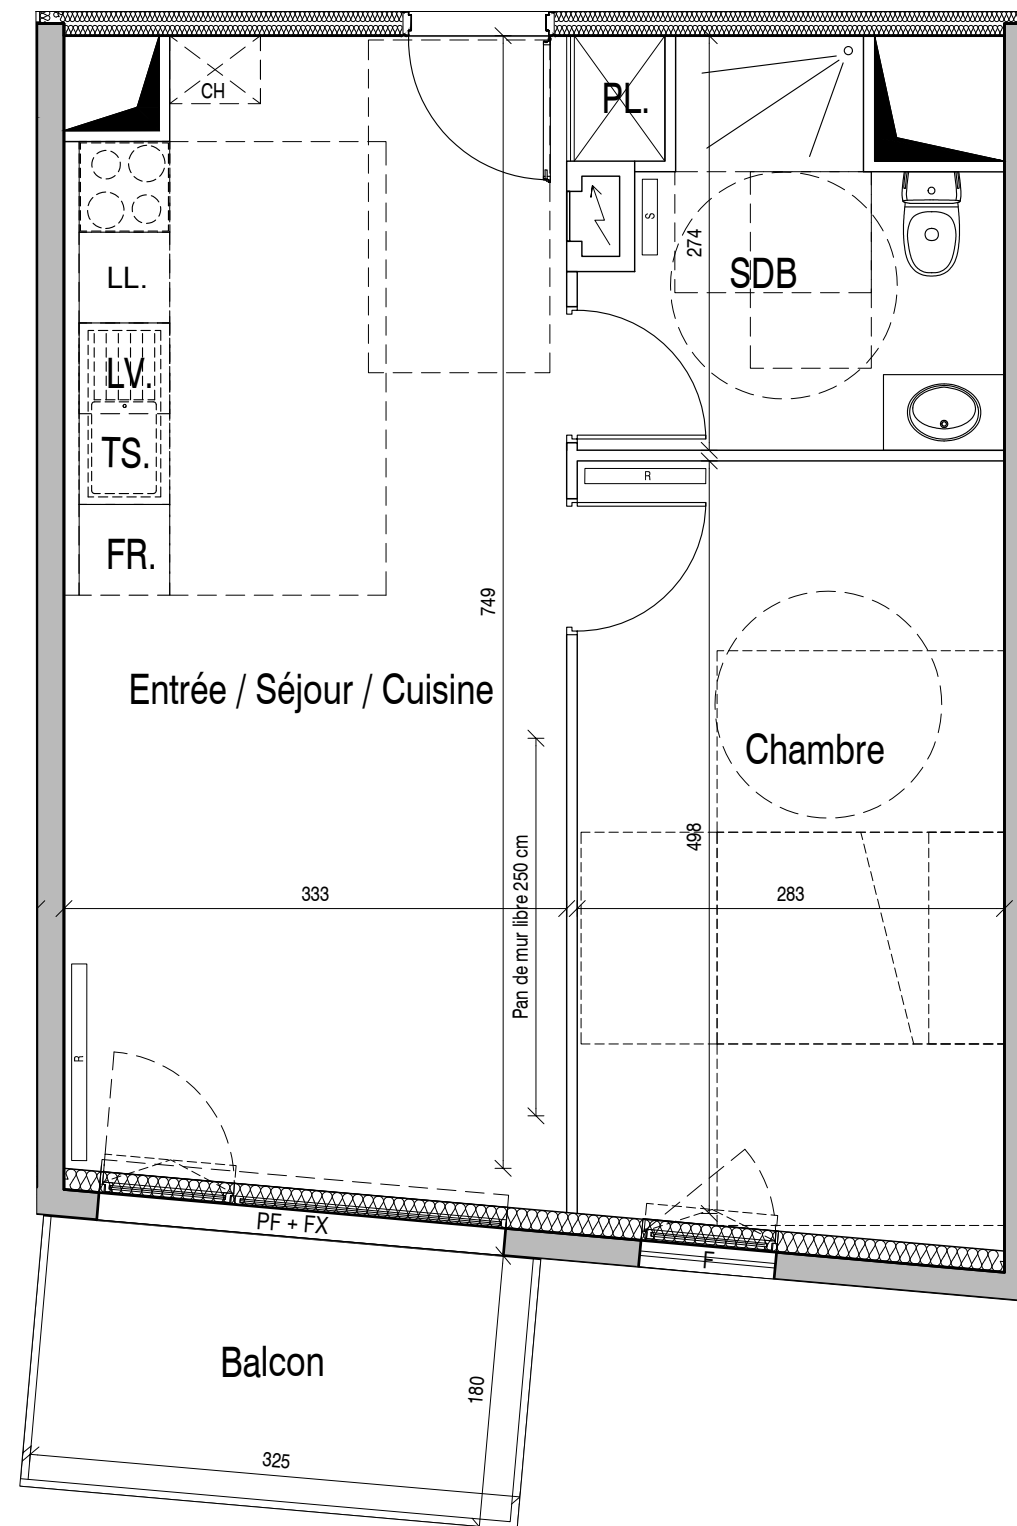 CH
PL.
S
274
SDB
LL.
LV.
TS.
R
FR.
749
Entrée / Séjour / Cuisine
Chambre
498
Pan de mur libre 250 cm
333
283
R
PF + FX
F
Balcon
180
325